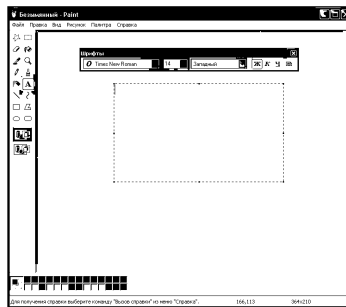 Безымянный - Paint
Файл Правка Вид Рисунок Палитра Справка
Шрифты
Times New Roman 14 Западный Ж К Ч
A
Для получения справки выберите команду "Вызов справки" из меню "Справка". 166,113 364x210